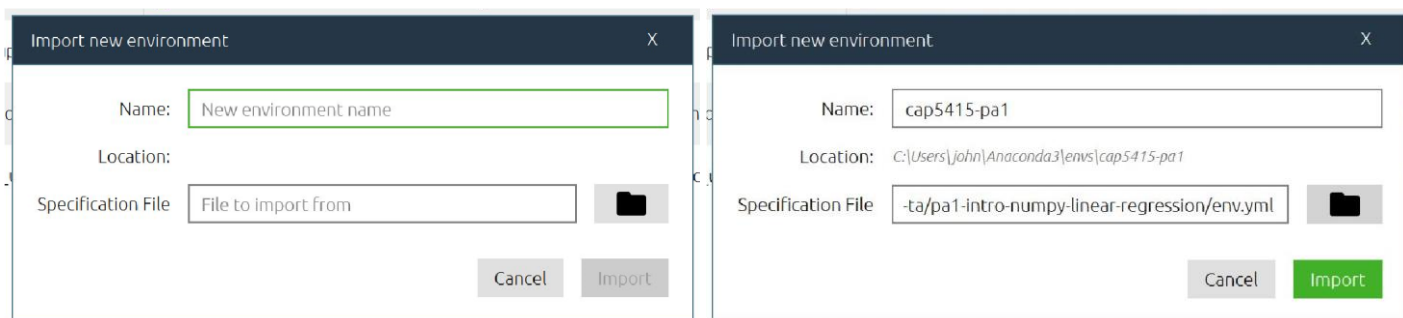 Import new environment X
Name: New environment name
Location:
Specification File File to import from
Cancel Import
Import new environment X
Name: cap5415-pa1
Location: C:\Users\john\Anaconda3\envs\cap5415-pa1
Specification File -ta/pa1-intro-numpy-linear-regression/env.yml
Cancel Import